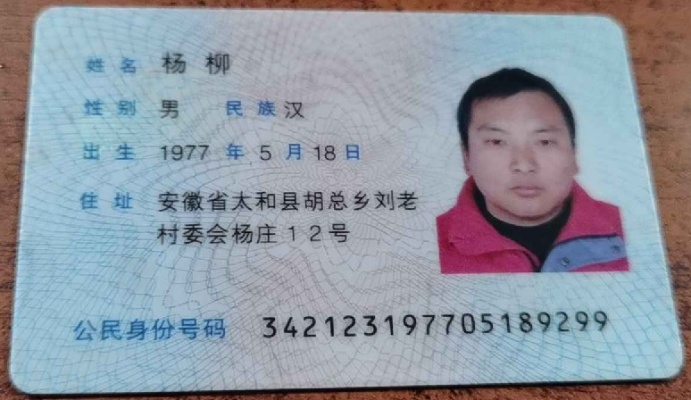 姓名 杨柳
性别 男 民族 汉
出生 1977 年 5 月 18 日
住址 安徽省太和县胡总乡刘老
村委会杨庄12号
公民身份号码 342123197705189299